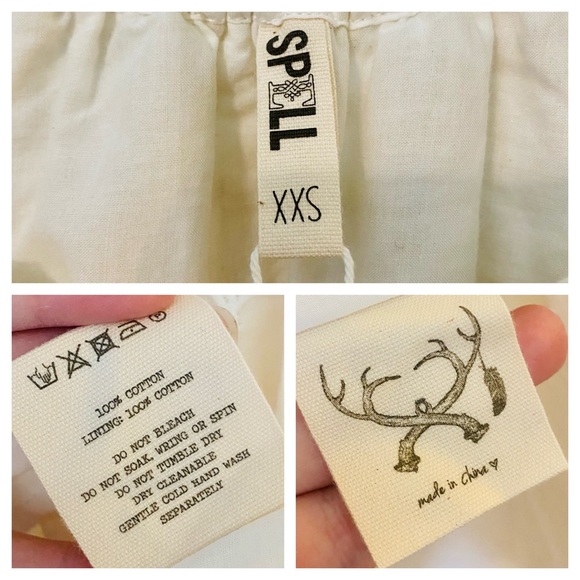 SPELL
XXS
100% COTTON
LINING: 100% COTTON
DO NOT BLEACH
DO NOT SOAK, WRING OR SPIN
DO NOT TUMBLE DRY
DRY CLEANABLE
GENTLE COLD HAND WASH
SEPARATELY
made in china ♡